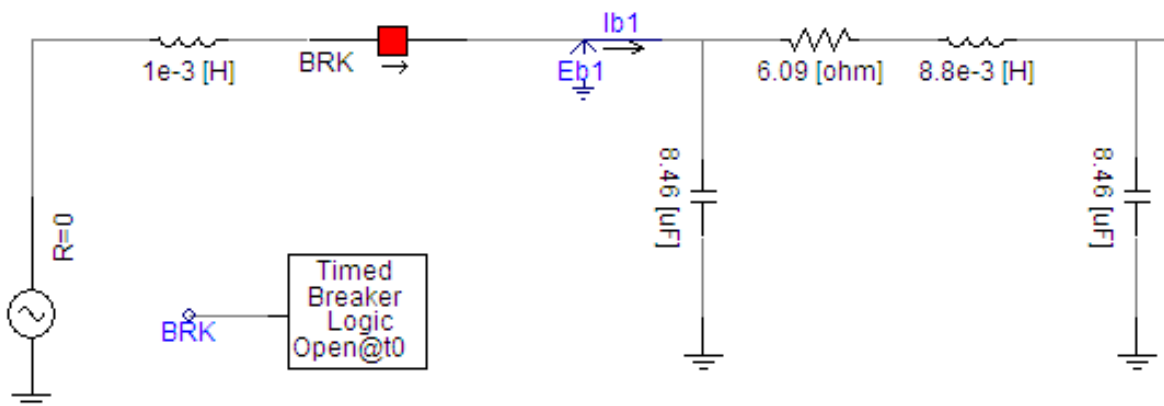 Ib1
1e-3 [H]
BRK
Eb1
6.09 [ohm]
8.8e-3 [H]
8.46 [uF]
8.46 [uF]
R=0
Timed
Breaker
Logic
Open@t0
BRK